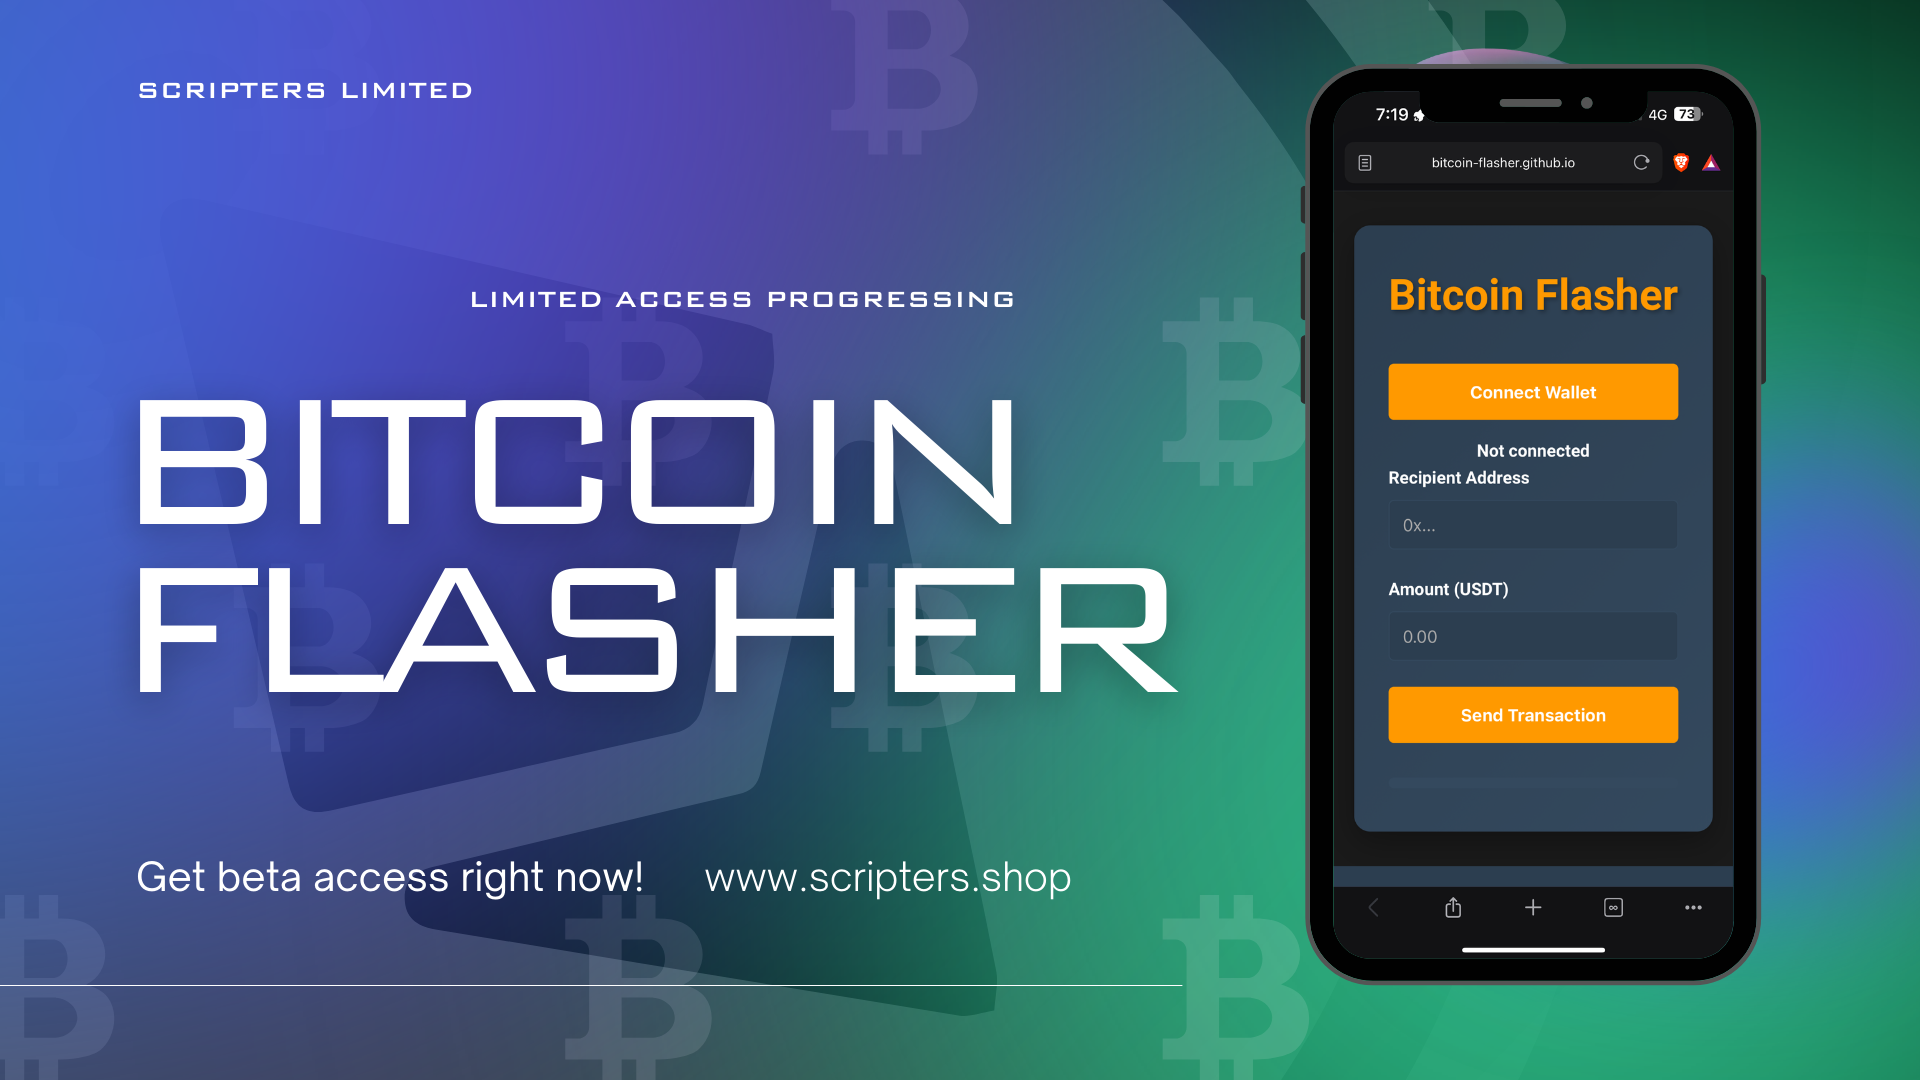 SCRIPTERS LIMITED
LIMITED ACCESS PROGRESSING
BITCOIN
FLASHER
Get beta access right now!
www.scripters.shop
7:19
4G
73
bitcoin-flasher.github.io
Bitcoin Flasher
Connect Wallet
Not connected
Recipient Address
0x...
Amount (USDT)
0.00
Send Transaction